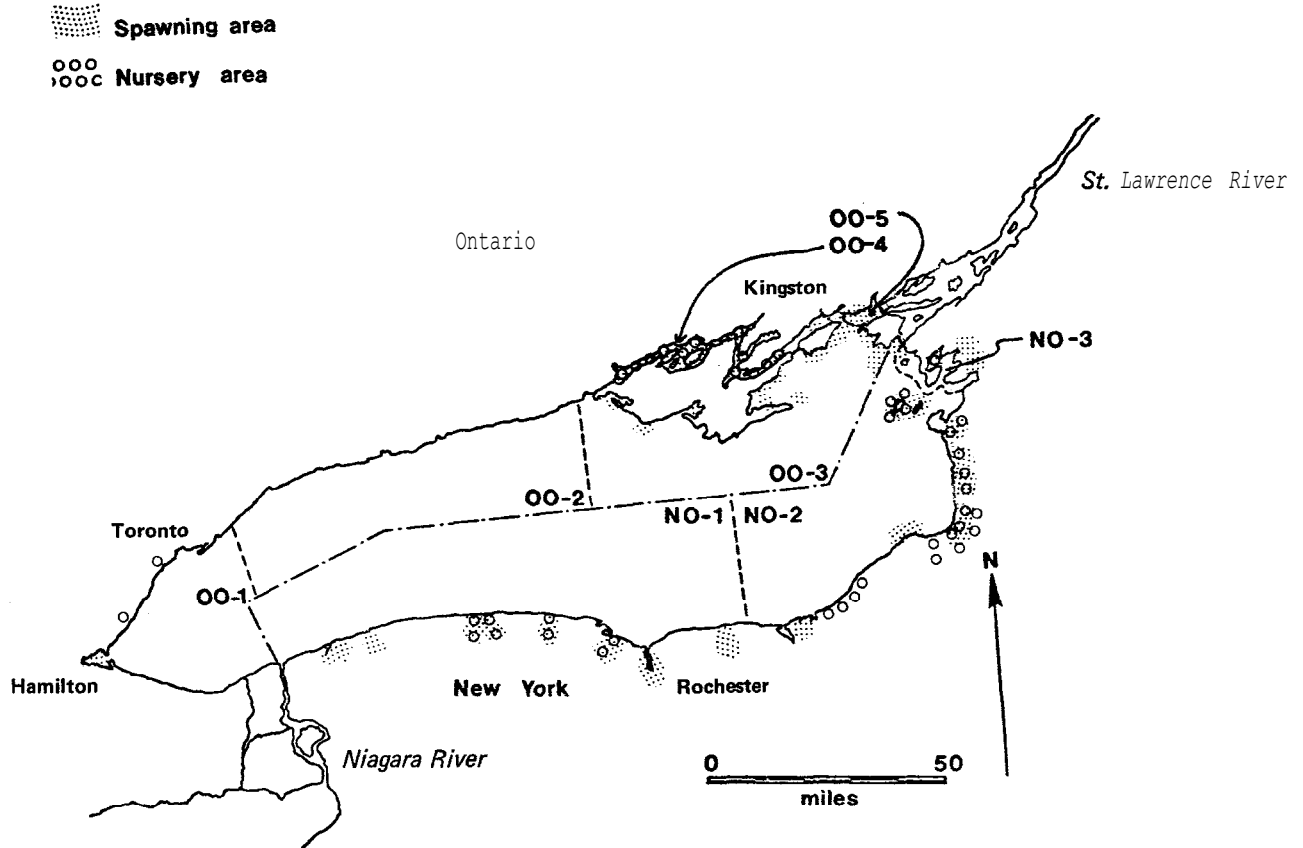 Spawning area
Nursery area
St. Lawrence River
OO-5
OO-4
Ontario
Kingston
NO-3
OO-3
OO-2
NO-1
NO-2
Toronto
OO-1
N
Hamilton
New York
Rochester
Niagara River
0
50
miles